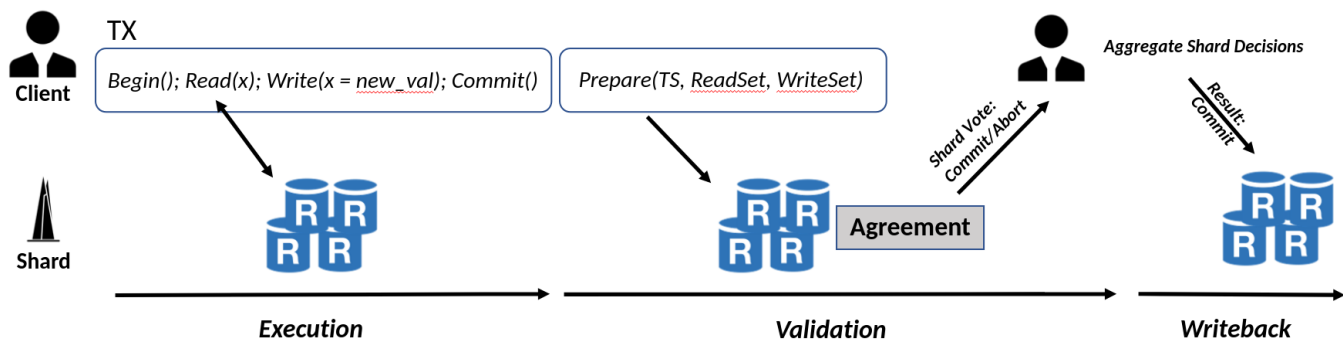 TX
Begin(); Read(x); Write(x = new_val); Commit()
Prepare(TS, ReadSet, WriteSet)
Client
Aggregate Shard Decisions
Shard Vote:
Commit/Abort
Result:
Commit
R R
R R
R R
R R
R R
R R
Agreement
Shard
Execution
Validation
Writeback